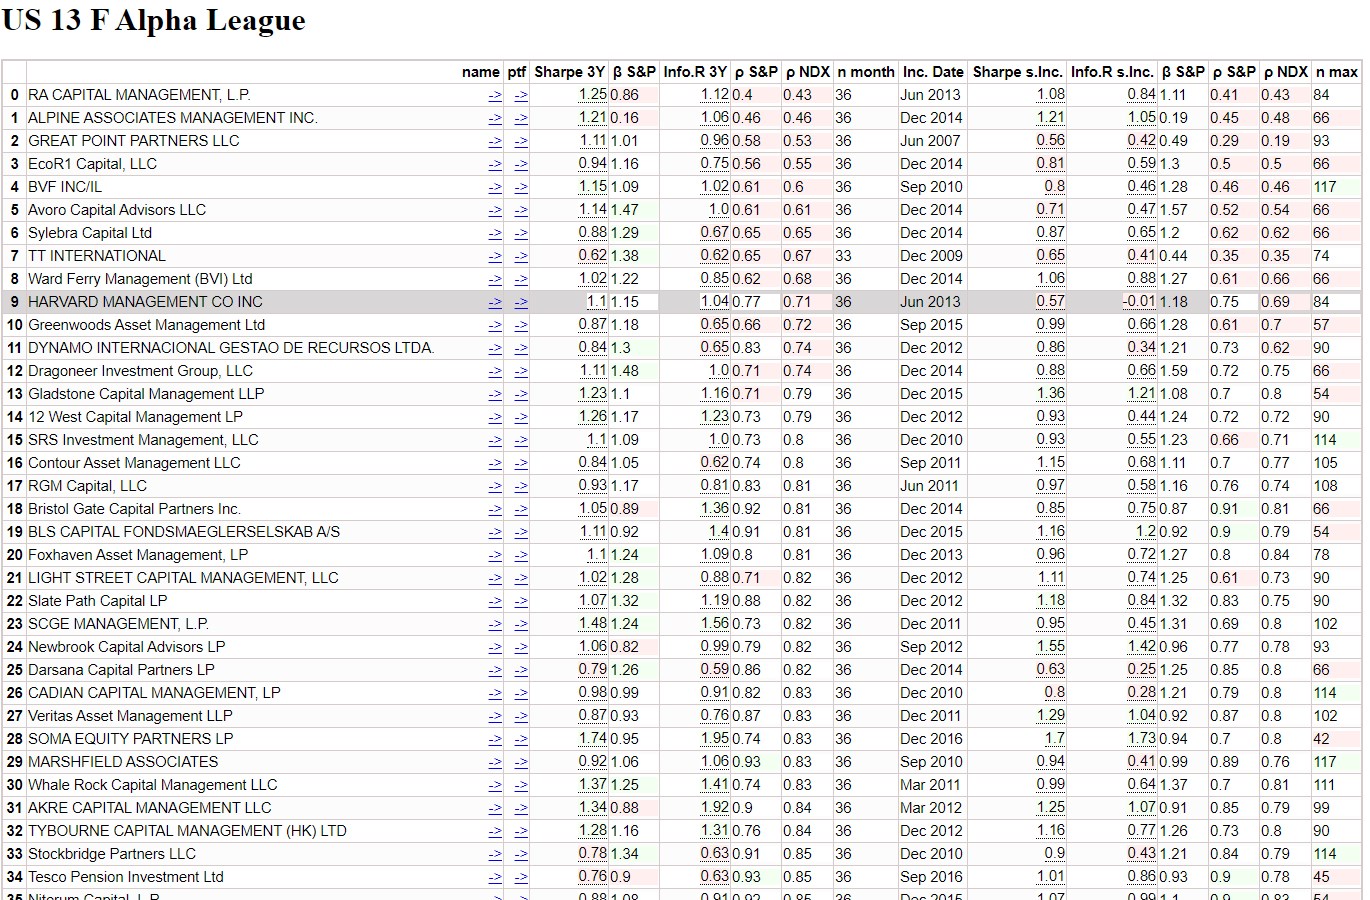 US 13 F Alpha League
name ptf Sharpe 3Y β S&P Info.R 3Y ρ S&P ρ NDX n month Inc. Date Sharpe s.Inc. Info.R s.Inc. β S&P ρ S&P ρ NDX n max
0 RA CAPITAL MANAGEMENT, L.P. -> -> 1.25 0.86 1.12 0.4 0.43 36 Jun 2013 1.08 0.84 1.11 0.41 0.43 84
1 ALPINE ASSOCIATES MANAGEMENT INC. -> -> 1.21 0.16 1.06 0.46 0.46 36 Dec 2014 1.21 1.05 0.19 0.45 0.48 66
2 GREAT POINT PARTNERS LLC -> -> 1.11 1.01 0.96 0.58 0.53 36 Jun 2007 0.56 0.42 0.49 0.29 0.19 93
3 EcoR1 Capital, LLC -> -> 0.94 1.16 0.75 0.56 0.55 36 Dec 2014 0.81 0.59 1.3 0.5 0.5 66
4 BVF INC/IL -> -> 1.15 1.09 1.02 0.61 0.6 36 Sep 2010 0.8 0.46 1.28 0.46 0.46 117
5 Avoro Capital Advisors LLC -> -> 1.14 1.47 1.0 0.61 0.61 36 Dec 2014 0.71 0.47 1.57 0.52 0.54 66
6 Sylebra Capital Ltd -> -> 0.88 1.29 0.67 0.65 0.65 36 Dec 2014 0.87 0.65 1.2 0.62 0.62 66
7 TT INTERNATIONAL -> -> 0.62 1.38 0.62 0.65 0.67 33 Dec 2009 0.65 0.41 0.44 0.35 0.35 74
8 Ward Ferry Management (BVI) Ltd -> -> 1.02 1.22 0.85 0.62 0.68 36 Dec 2014 1.06 0.88 1.27 0.61 0.66 66
9 HARVARD MANAGEMENT CO INC -> -> 1.1 1.15 1.04 0.77 0.71 36 Jun 2013 0.57 -0.01 1.18 0.75 0.69 84
10 Greenwoods Asset Management Ltd -> -> 0.87 1.18 0.65 0.66 0.72 36 Sep 2015 0.99 0.66 1.28 0.61 0.7 57
11 DYNAMO INTERNACIONAL GESTAO DE RECURSOS LTDA. -> -> 0.84 1.3 0.65 0.83 0.74 36 Dec 2012 0.86 0.34 1.21 0.73 0.62 90
12 Dragoneer Investment Group, LLC -> -> 1.11 1.48 1.0 0.71 0.74 36 Dec 2014 0.88 0.66 1.59 0.72 0.75 66
13 Gladstone Capital Management LLP -> -> 1.23 1.1 1.16 0.71 0.79 36 Dec 2015 1.36 1.21 1.08 0.7 0.8 54
14 12 West Capital Management LP -> -> 1.26 1.17 1.23 0.73 0.79 36 Dec 2012 0.93 0.44 1.24 0.72 0.72 90
15 SRS Investment Management, LLC -> -> 1.1 1.09 1.0 0.73 0.8 36 Dec 2010 0.93 0.55 1.23 0.66 0.71 114
16 Contour Asset Management LLC -> -> 0.84 1.05 0.62 0.74 0.8 36 Sep 2011 1.15 0.68 1.11 0.7 0.77 105
17 RGM Capital, LLC -> -> 0.93 1.17 0.81 0.83 0.81 36 Jun 2011 0.97 0.58 1.16 0.76 0.74 108
18 Bristol Gate Capital Partners Inc. -> -> 1.05 0.89 1.36 0.92 0.81 36 Dec 2014 0.85 0.75 0.87 0.91 0.81 66
19 BLS CAPITAL FONDSMAEGLERSELSKAB A/S -> -> 1.11 0.92 1.4 0.91 0.81 36 Dec 2015 1.16 1.2 0.92 0.9 0.79 54
20 Foxhaven Asset Management, LP -> -> 1.1 1.24 1.09 0.8 0.81 36 Dec 2013 0.96 0.72 1.27 0.8 0.84 78
21 LIGHT STREET CAPITAL MANAGEMENT, LLC -> -> 1.02 1.28 0.88 0.71 0.82 36 Dec 2012 1.11 0.74 1.25 0.61 0.73 90
22 Slate Path Capital LP -> -> 1.07 1.32 1.19 0.88 0.82 36 Dec 2012 1.18 0.84 1.32 0.83 0.75 90
23 SCGE MANAGEMENT, L.P. -> -> 1.48 1.24 1.56 0.73 0.82 36 Dec 2011 0.95 0.45 1.31 0.69 0.8 102
24 Newbrook Capital Advisors LP -> -> 1.06 0.82 0.99 0.79 0.82 36 Sep 2012 1.55 1.42 0.96 0.77 0.78 93
25 Darsana Capital Partners LP -> -> 0.79 1.26 0.59 0.86 0.82 36 Dec 2014 0.63 0.25 1.25 0.85 0.8 66
26 CADIAN CAPITAL MANAGEMENT, LP -> -> 0.98 0.99 0.91 0.82 0.83 36 Dec 2010 0.8 0.28 1.21 0.79 0.8 114
27 Veritas Asset Management LLP -> -> 0.87 0.93 0.76 0.87 0.83 36 Dec 2011 1.29 1.04 0.92 0.87 0.8 102
28 SOMA EQUITY PARTNERS LP -> -> 1.74 0.95 1.95 0.74 0.83 36 Dec 2016 1.7 1.73 0.94 0.7 0.8 42
29 MARSHFIELD ASSOCIATES -> -> 0.92 1.06 1.06 0.93 0.83 36 Sep 2010 0.94 0.41 0.99 0.89 0.76 117
30 Whale Rock Capital Management LLC -> -> 1.37 1.25 1.41 0.74 0.83 36 Mar 2011 0.99 0.64 1.37 0.7 0.81 111
31 AKRE CAPITAL MANAGEMENT LLC -> -> 1.34 0.88 1.92 0.9 0.84 36 Mar 2012 1.25 1.07 0.91 0.85 0.79 99
32 TYBOURNE CAPITAL MANAGEMENT (HK) LTD -> -> 1.28 1.16 1.31 0.76 0.84 36 Dec 2012 1.16 0.77 1.26 0.73 0.8 90
33 Stockbridge Partners LLC -> -> 0.78 1.34 0.63 0.91 0.85 36 Dec 2010 0.9 0.43 1.21 0.84 0.79 114
34 Tesco Pension Investment Ltd -> -> 0.76 0.9 0.63 0.93 0.85 36 Sep 2016 1.01 0.86 0.93 0.9 0.78 45